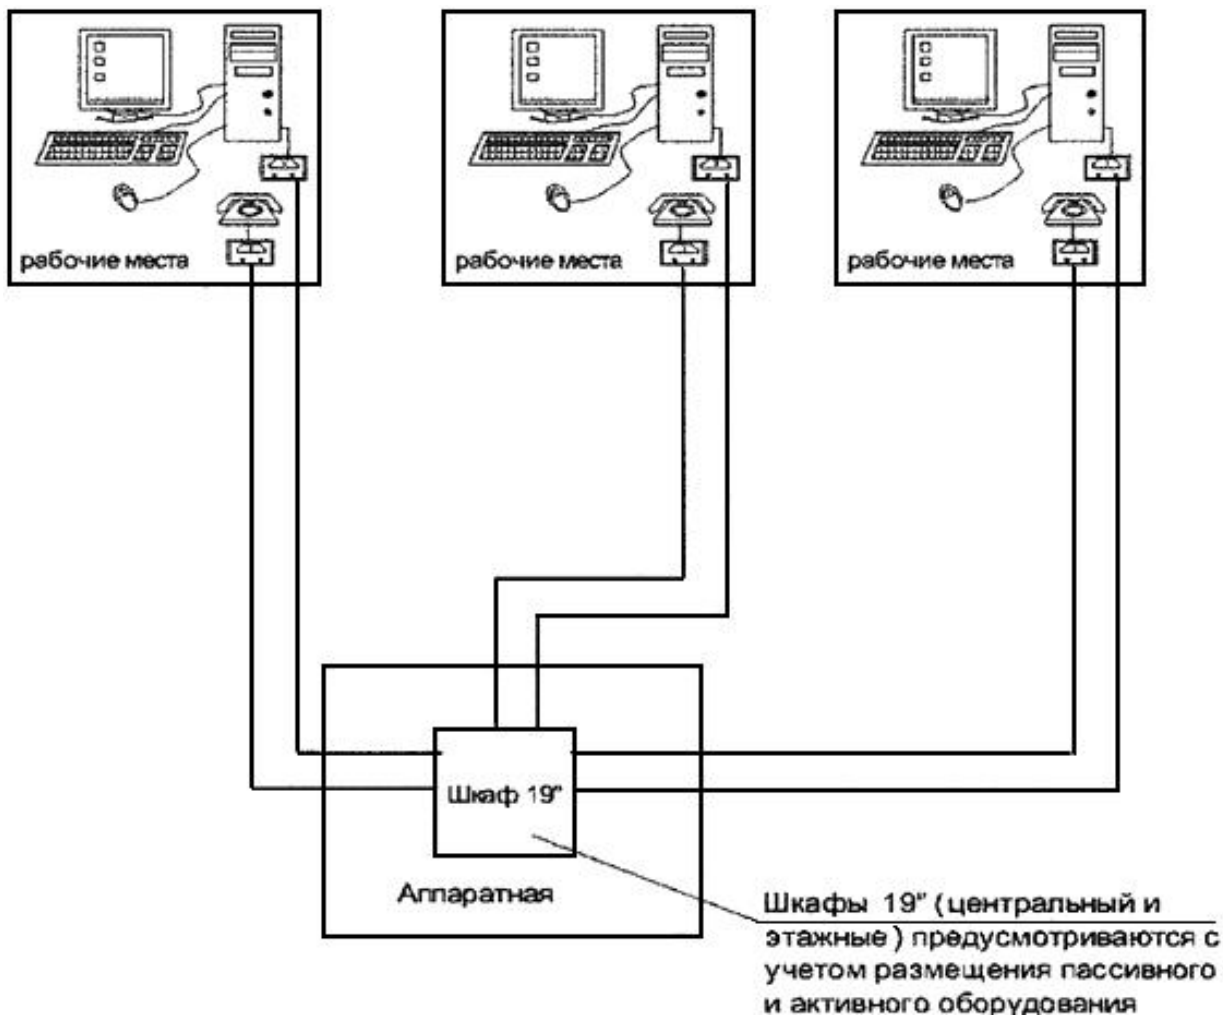 рабочие места
рабочие места
рабочие места
Шкаф 19"
Аппаратная
Шкафы 19" (центральный и
этажные) предусмотриваются с
учетом размещения пассивного
и активного оборудования